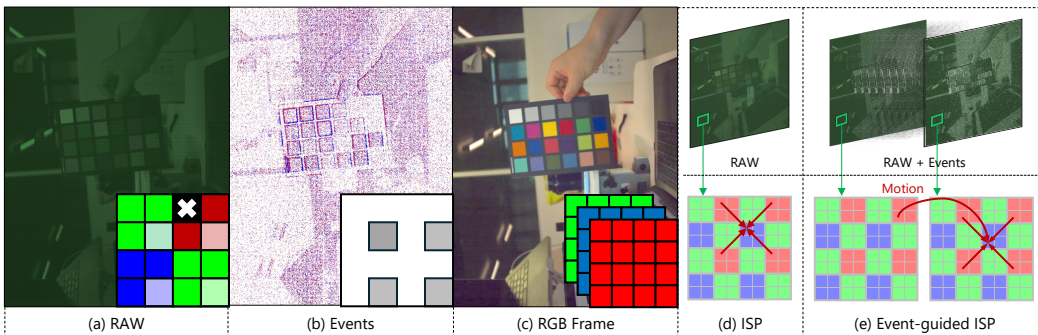 RAW
RAW + Events
Motion
(a) RAW
(b) Events
(c) RGB Frame
(d) ISP
(e) Event-guided ISP